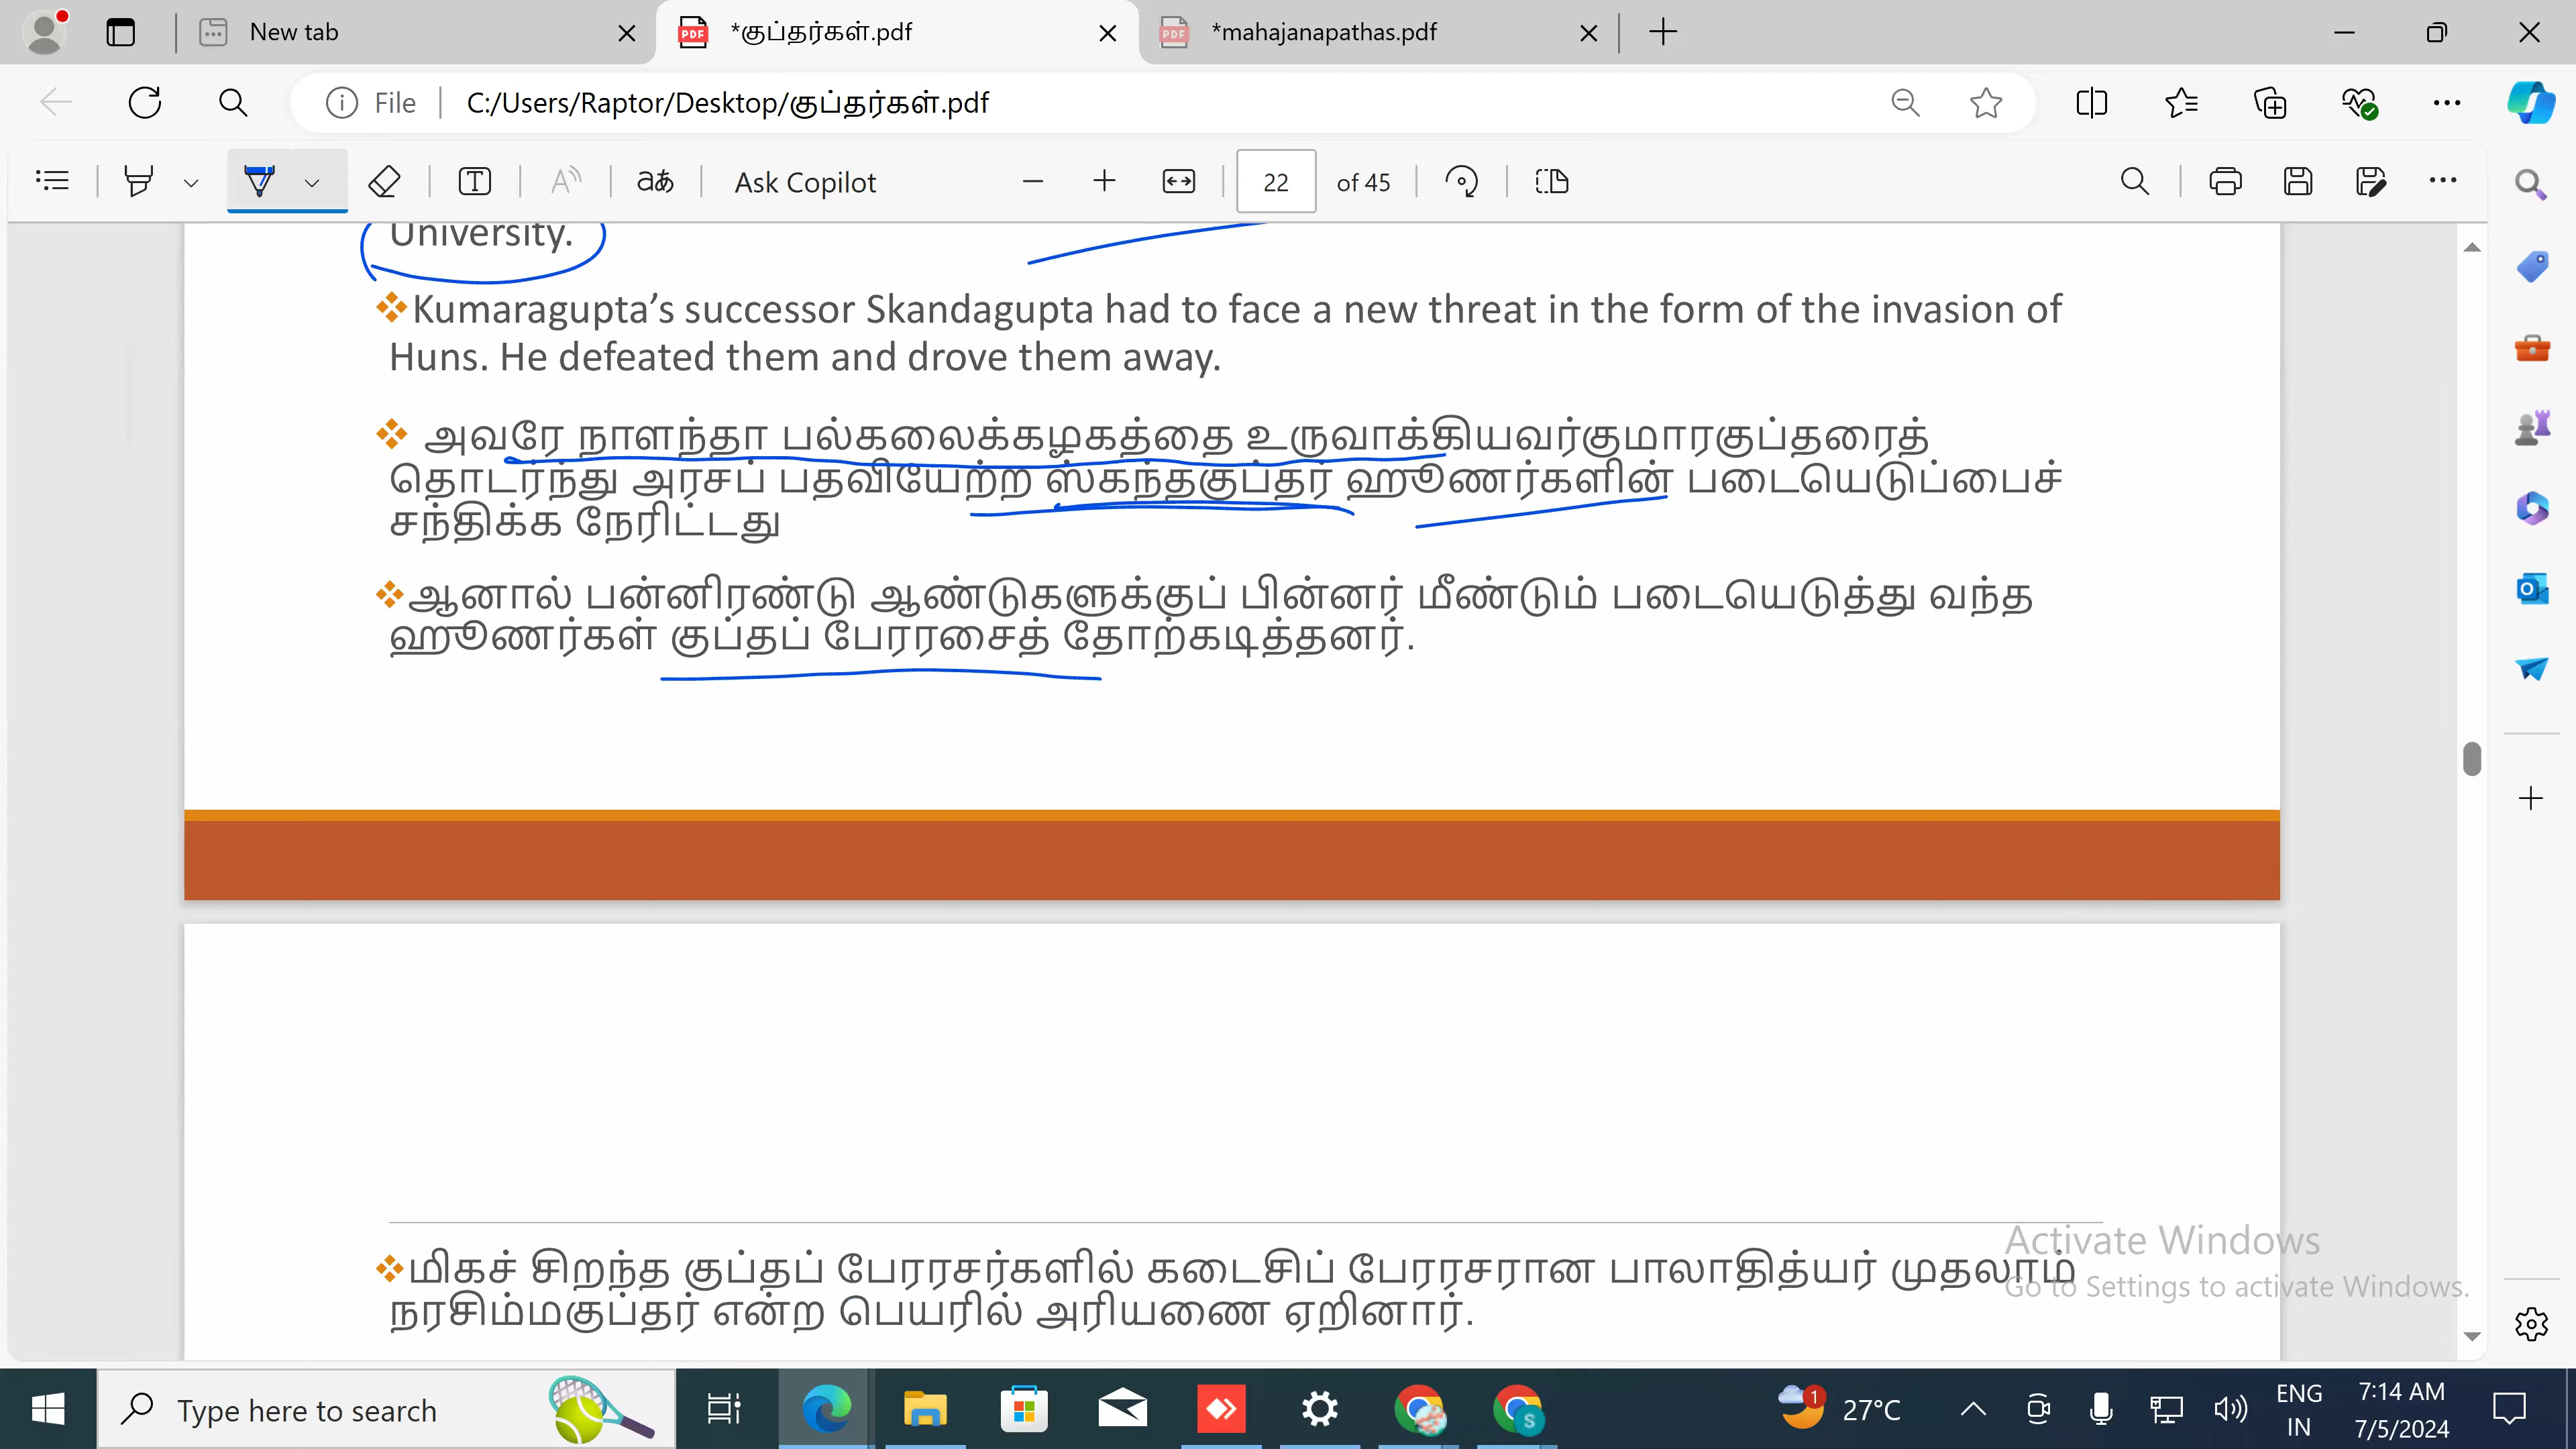 New tab
*குப்தர்கள்.pdf
*mahajanapathas.pdf
File
C:/Users/Raptor/Desktop/குப்தர்கள்.pdf
aあ
Ask Copilot
22
of 45
University.
Kumaragupta’s successor Skandagupta had to face a new threat in the form of the invasion of
Huns. He defeated them and drove them away.
அவரே நாளந்தா பல்கலைக்கழகத்தை உருவாக்கியவர்குமாரகுப்தரைத்
தொடர்ந்து அரசப் பதவியேற்ற ஸ்கந்தகுப்தர் ஹூணர்களின் படையெடுப்பைச்
சந்திக்க நேரிட்டது
ஆனால் பன்னிரண்டு ஆண்டுகளுக்குப் பின்னர் மீண்டும் படையெடுத்து வந்த
ஹூணர்கள் குப்தப் பேரரசைத் தோற்கடித்தனர்.
மிகச் சிறந்த குப்தப் பேரரசர்களில் கடைசிப் பேரரசரான பாலாதித்யர் முதலாம்
நரசிம்மகுப்தர் என்ற பெயரில் அரியணை ஏறினார்.
Activate Windows
Go to Settings to activate Windows.
Type here to search
1
27°C
ENG
IN
7:14 AM
7/5/2024